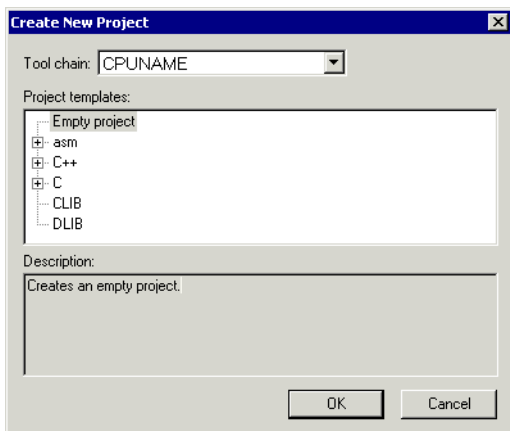 Create New Project
Tool chain: CPUNAME
Project templates:
Empty project
asm
C++
C
CLIB
DLIB
Description:
Creates an empty project.
OK Cancel